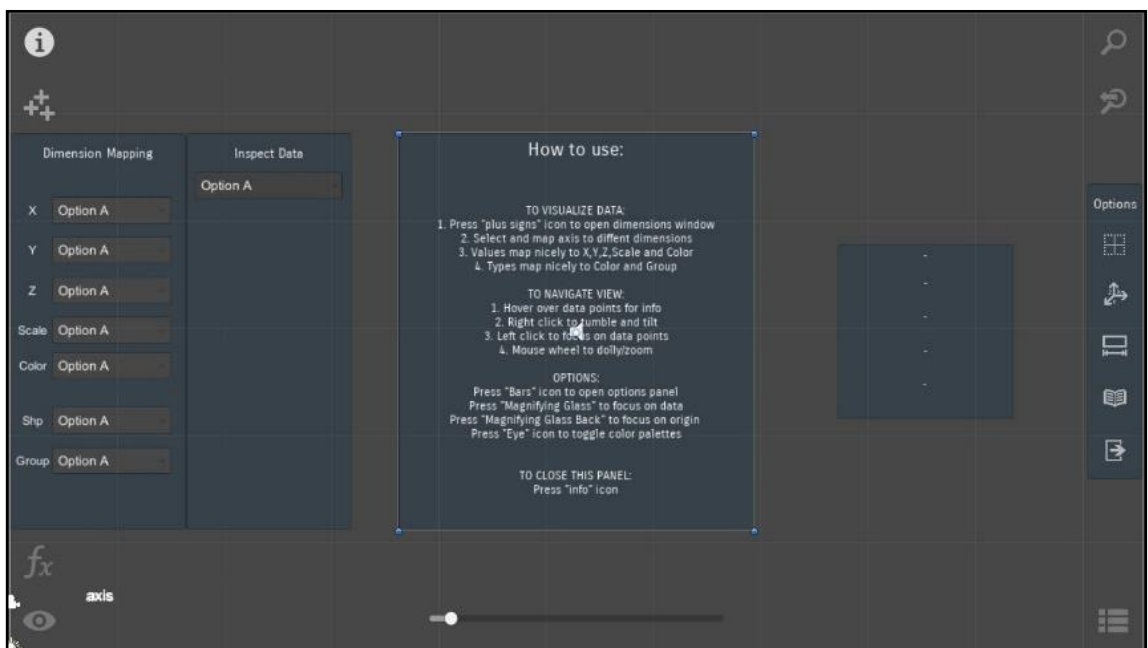 Dimension Mapping
X Option A
Y Option A
Z Option A
Scale Option A
Color Option A
Shp Option A
Group Option A
Inspect Data
Option A
How to use:
TO VISUALIZE DATA:
1. Press "plus signs" icon to open dimensions window
2. Select and map axis to diffent dimensions
3. Values map nicely to X,Y,Z,Scale and Color
4. Types map nicely to Color and Group
TO NAVIGATE VIEW:
1. Hover over data points for info
2. Right click to tumble and tilt
3. Left click to focus on data points
4. Mouse wheel to dolly/zoom
OPTIONS:
Press "Bars" icon to open options panel
Press "Magnifying Glass" to focus on data
Press "Magnifying Glass Back" to focus on origin
Press "Eye" icon to toggle color palettes
TO CLOSE THIS PANEL:
Press "info" icon
-
-
-
-
-
Options
fx
axis